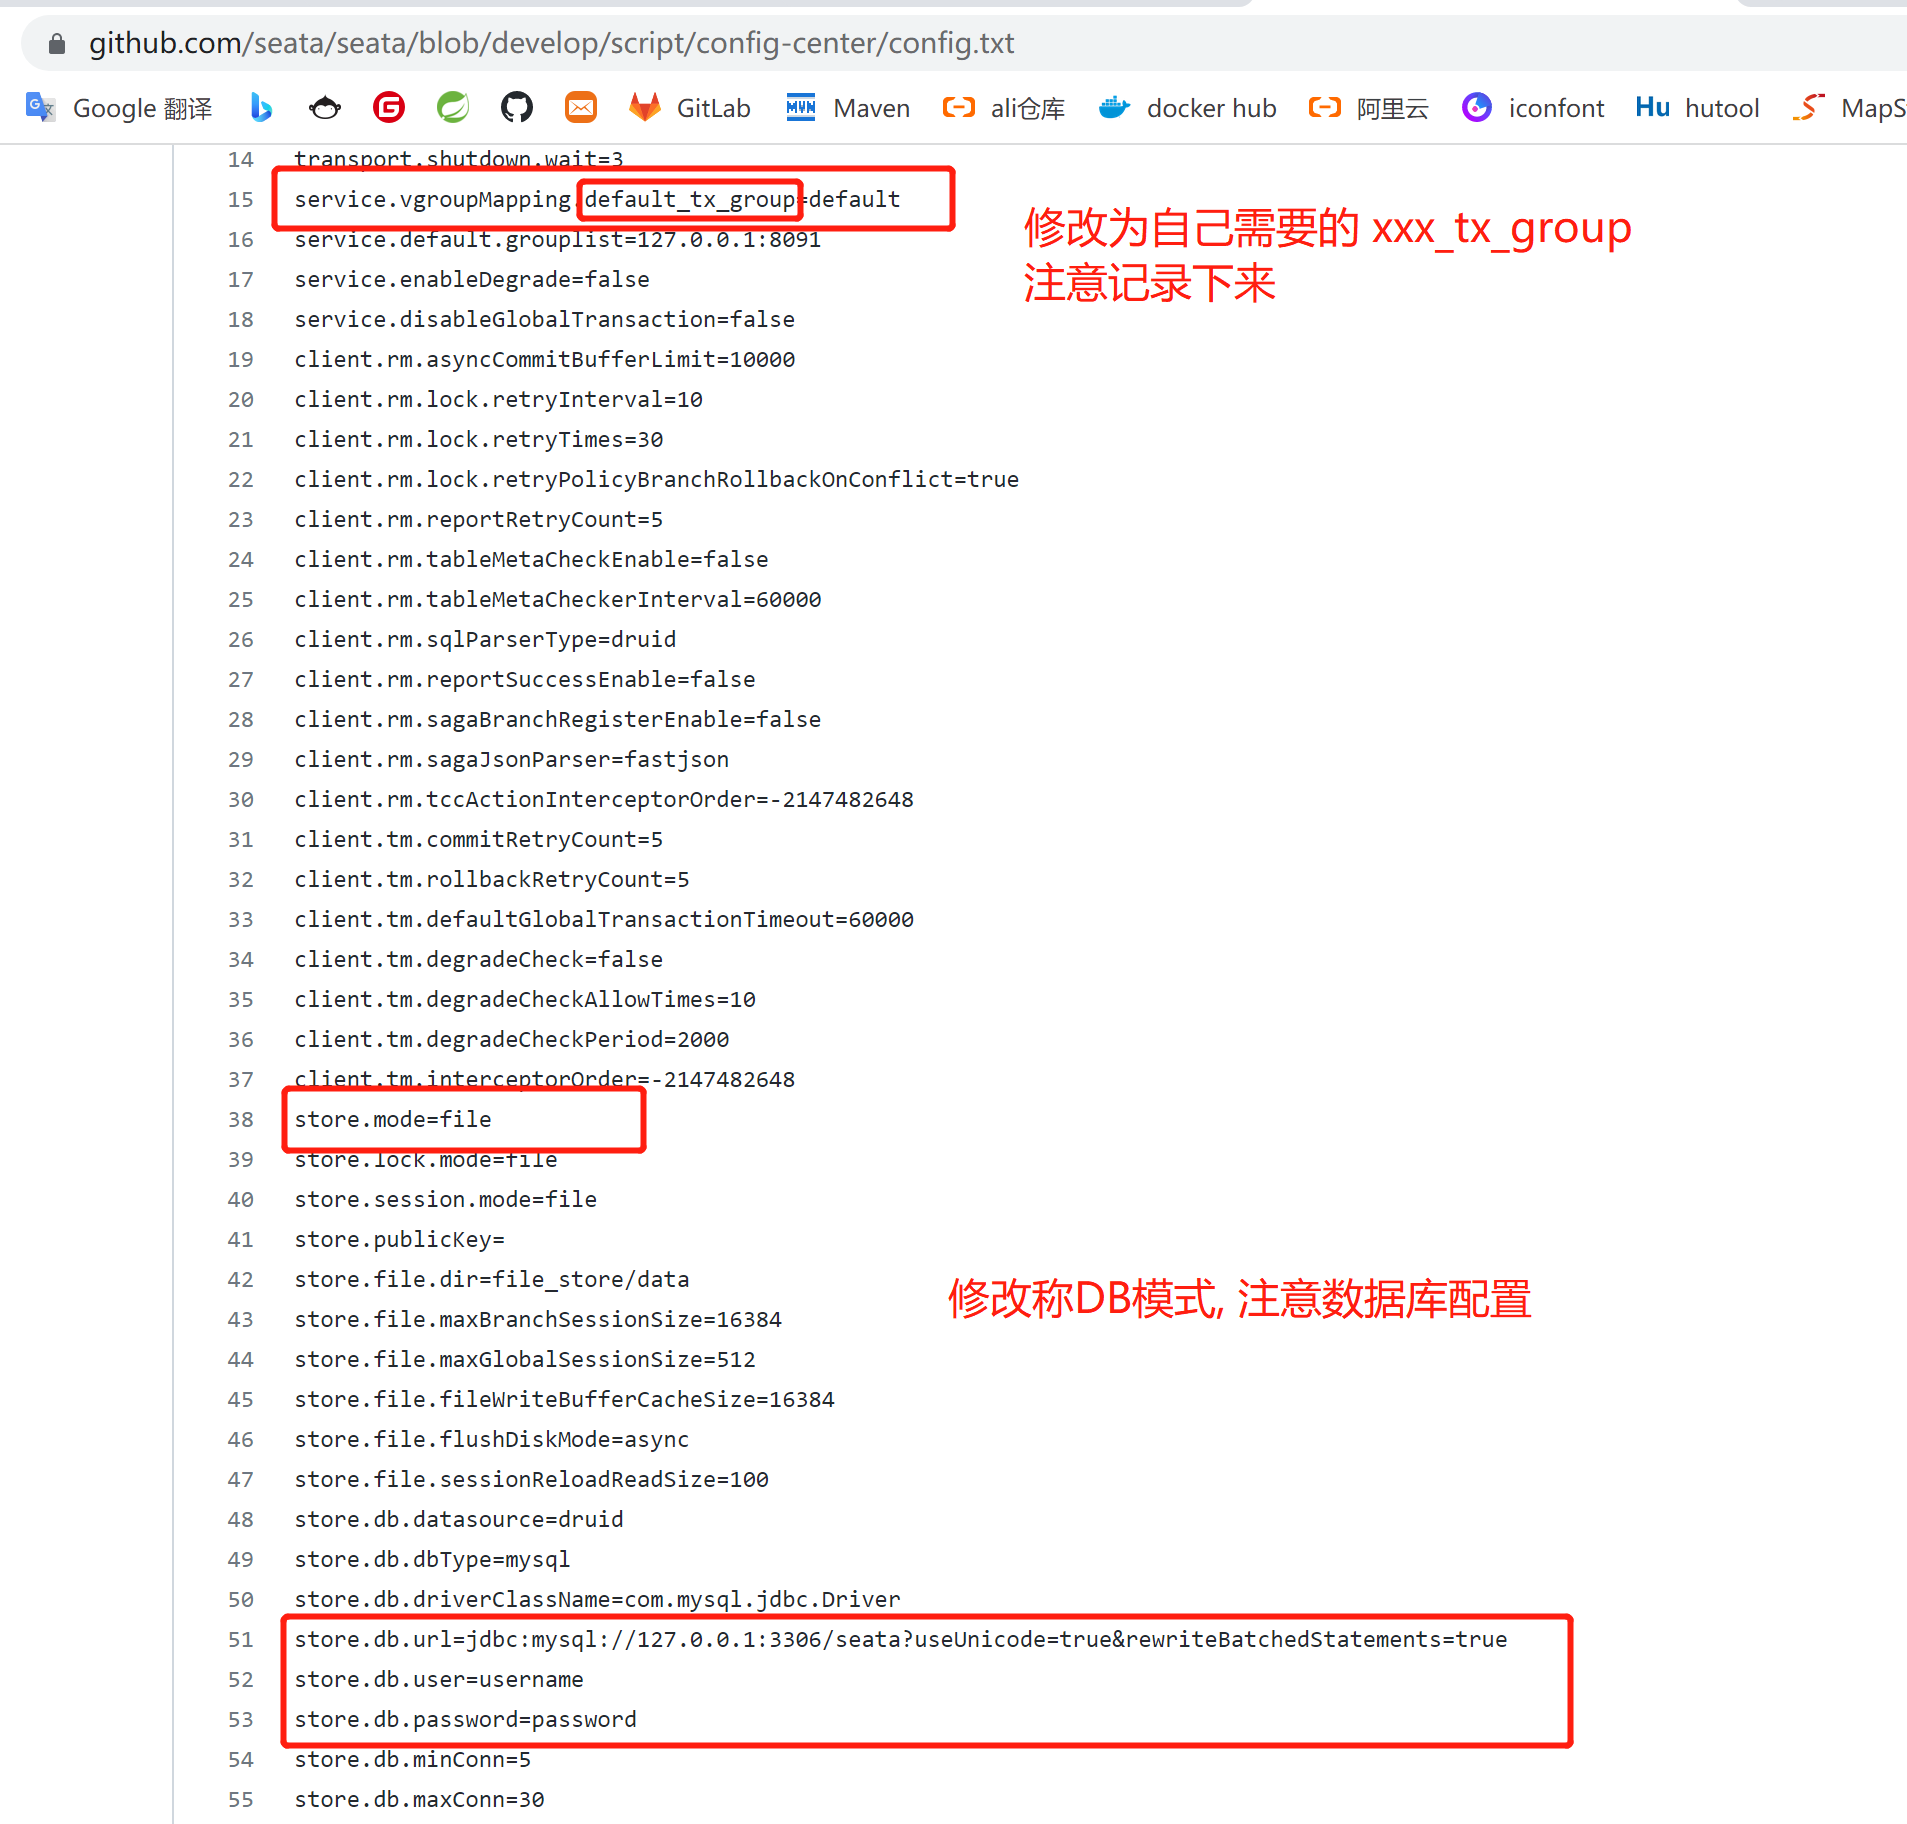 github.com/seata/seata/blob/develop/script/config-center/config.txt
Google 翻译 GitLab MVN Maven ali仓库 docker hub 阿里云 iconfont Hu hutool MapS
14 transport.shutdown.wait=3
15 service.vgroupMapping.default_tx_group=default
修改为自己需要的 xxx_tx_group
16 service.default.grouplist=127.0.0.1:8091
注意记录下来
17 service.enableDegrade=false
18 service.disableGlobalTransaction=false
19 client.rm.asyncCommitBufferLimit=10000
20 client.rm.lock.retryInterval=10
21 client.rm.lock.retryTimes=30
22 client.rm.lock.retryPolicyBranchRollbackOnConflict=true
23 client.rm.reportRetryCount=5
24 client.rm.tableMetaCheckEnable=false
25 client.rm.tableMetaCheckerInterval=60000
26 client.rm.sqlParserType=druid
27 client.rm.reportSuccessEnable=false
28 client.rm.sagaBranchRegisterEnable=false
29 client.rm.sagaJsonParser=fastjson
30 client.rm.tccActionInterceptorOrder=-2147482648
31 client.tm.commitRetryCount=5
32 client.tm.rollbackRetryCount=5
33 client.tm.defaultGlobalTransactionTimeout=60000
34 client.tm.degradeCheck=false
35 client.tm.degradeCheckAllowTimes=10
36 client.tm.degradeCheckPeriod=2000
37 client.tm.interceptorOrder=-2147482648
38 store.mode=file
39 store.lock.mode=file
40 store.session.mode=file
41 store.publicKey=
42 store.file.dir=file_store/data
修改称DB模式, 注意数据库配置
43 store.file.maxBranchSessionSize=16384
44 store.file.maxGlobalSessionSize=512
45 store.file.fileWriteBufferCacheSize=16384
46 store.file.flushDiskMode=async
47 store.file.sessionReloadReadSize=100
48 store.db.datasource=druid
49 store.db.dbType=mysql
50 store.db.driverClassName=com.mysql.jdbc.Driver
51 store.db.url=jdbc:mysql://127.0.0.1:3306/seata?useUnicode=true&rewriteBatchedStatements=true
52 store.db.user=username
53 store.db.password=password
54 store.db.minConn=5
55 store.db.maxConn=30